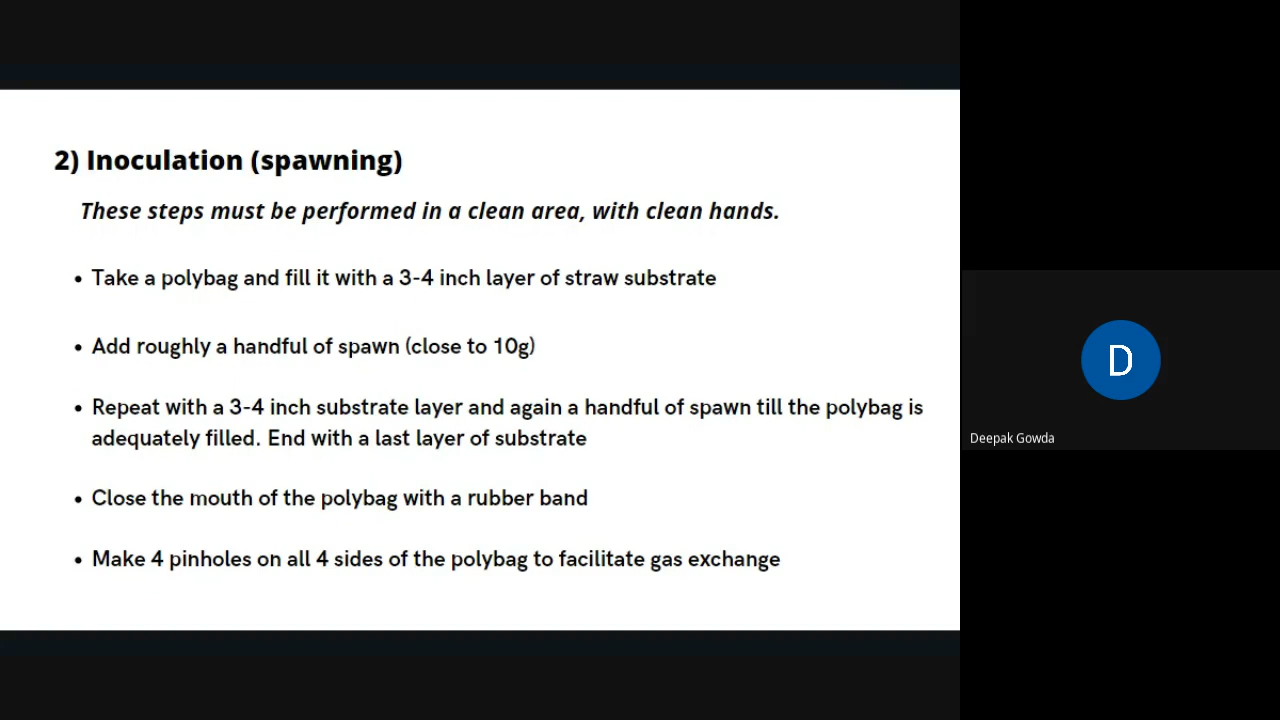 2) Inoculation (spawning)
These steps must be performed in a clean area, with clean hands.
• Take a polybag and fill it with a 3-4 inch layer of straw substrate
• Add roughly a handful of spawn (close to 10g)
• Repeat with a 3-4 inch substrate layer and again a handful of spawn till the polybag is
adequately filled. End with a last layer of substrate
• Close the mouth of the polybag with a rubber band
• Make 4 pinholes on all 4 sides of the polybag to facilitate gas exchange
D
Deepak Gowda